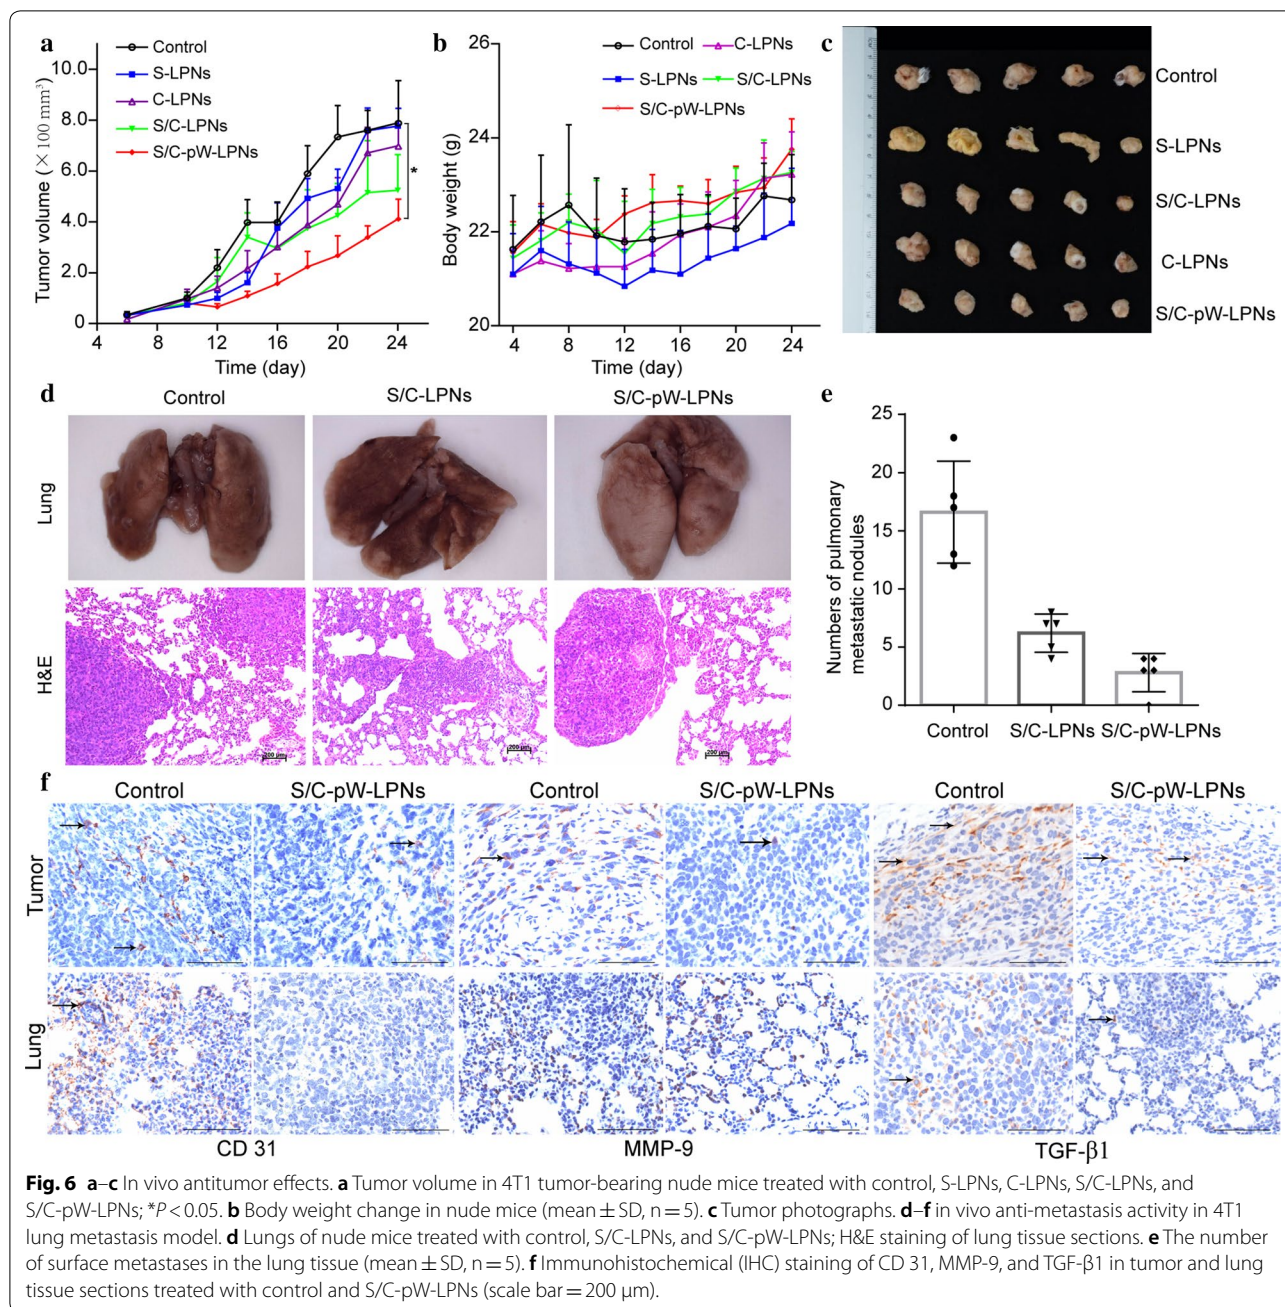 a
Control
S-LPNs
C-LPNs
S/C-LPNs
S/C-pW-LPNs
*
Tumor volume (×100 mm³)
10.0
8.0
6.0
4.0
2.0
0
4 8 12 16 20 24
Time (day)
b
Control
C-LPNs
S-LPNs
S/C-LPNs
S/C-pW-LPNs
Body weight (g)
26
24
22
20
4 8 12 16 20 24
Time (day)
c
Control
S-LPNs
S/C-LPNs
C-LPNs
S/C-pW-LPNs
d
Control S/C-LPNs S/C-pW-LPNs
Lung
H&E
200 μm 200 μm 200 μm
e
Numbers of pulmonary
metastatic nodules
25
20
15
10
5
0
Control S/C-LPNs S/C-pW-LPNs
f
Control S/C-pW-LPNs Control S/C-pW-LPNs Control S/C-pW-LPNs
Tumor
Lung
CD 31 MMP-9 TGF-β1
Fig. 6 a–c In vivo antitumor effects. a Tumor volume in 4T1 tumor-bearing nude mice treated with control, S-LPNs, C-LPNs, S/C-LPNs, and
S/C-pW-LPNs; *P < 0.05. b Body weight change in nude mice (mean ± SD, n = 5). c Tumor photographs. d–f in vivo anti-metastasis activity in 4T1
lung metastasis model. d Lungs of nude mice treated with control, S/C-LPNs, and S/C-pW-LPNs; H&E staining of lung tissue sections. e The number
of surface metastases in the lung tissue (mean ± SD, n = 5). f Immunohistochemical (IHC) staining of CD 31, MMP-9, and TGF-β1 in tumor and lung
tissue sections treated with control and S/C-pW-LPNs (scale bar = 200 μm).